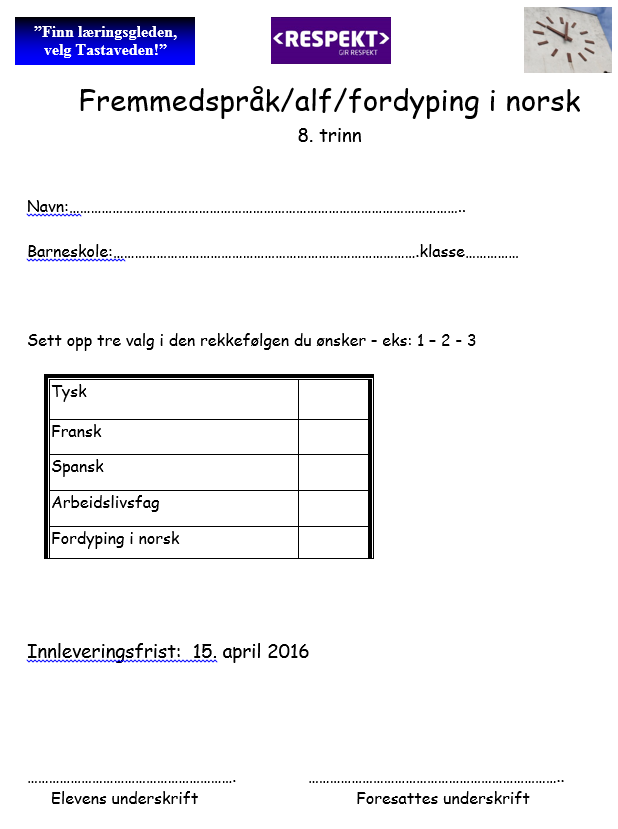 ”Finn læringsgleden,
velg Tastaveden!”
<RESPEKT>
GIR RESPEKT
Fremmedspråk/alf/fordyping i norsk
8. trinn
Navn:………………………………………………………………………………………………..
Barneskole:………………………………………………………………………….klasse……………
Sett opp tre valg i den rekkefølgen du ønsker – eks: 1 – 2 – 3
Tysk
Fransk
Spansk
Arbeidslivsfag
Fordyping i norsk
Innleveringsfrist:  15. april 2016
…………………………………………………. ……………………………………………………………..
Elevens underskrift Foresattes underskrift